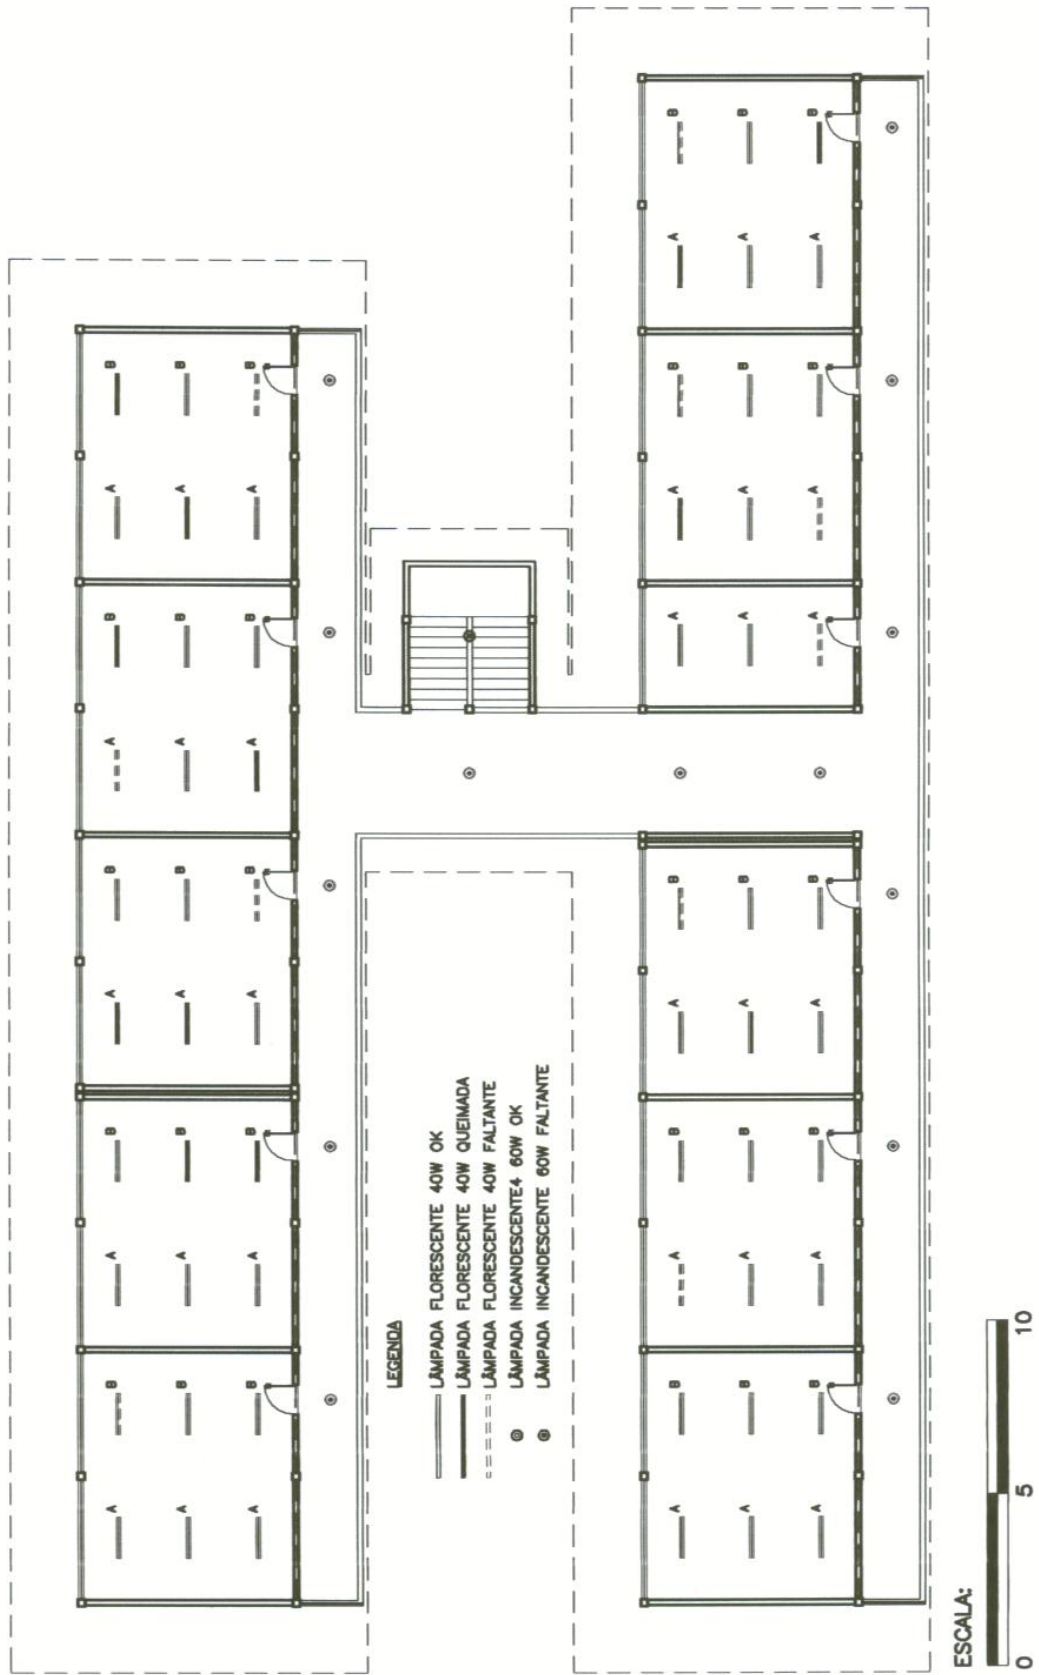 A B A B A B A B A B
A B A B A B A B A B
A B A B A B A B A B
LEGENDA
LÂMPADA FLORESCENTE 40W OK
LÂMPADA FLORESCENTE 40W QUEIMADA
LÂMPADA FLORESCENTE 40W FALTANTE
LÂMPADA INCANDESCENTE4 60W OK
LÂMPADA INCANDESCENTE 60W FALTANTE
A B A B A B A A B A B
A B A B A B A A B A B
A B A B A B A A B A B
ESCALA:
0 5 10